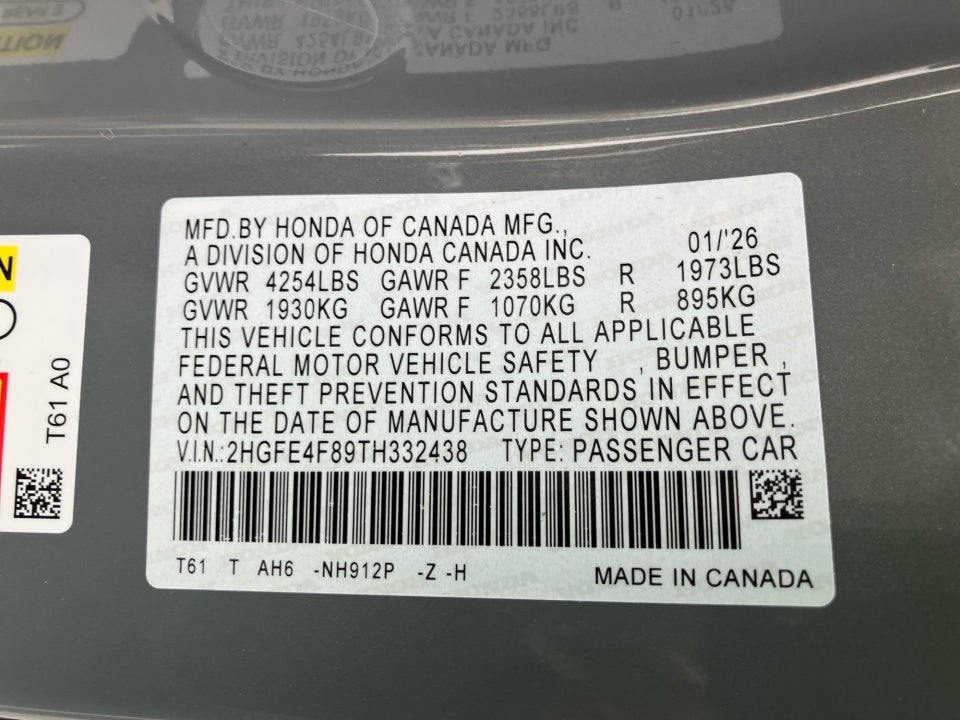 MFD.BY HONDA OF CANADA MFG.,
A DIVISION OF HONDA CANADA INC. 01/'26
GVWR 4254LBS GAWR F 2358LBS R 1973LBS
GVWR 1930KG GAWR F 1070KG R 895KG
THIS VEHICLE CONFORMS TO ALL APPLICABLE
FEDERAL MOTOR VEHICLE SAFETY , BUMPER ,
AND THEFT PREVENTION STANDARDS IN EFFECT
ON THE DATE OF MANUFACTURE SHOWN ABOVE.
V.I.N.:2HGFE4F89TH332438 TYPE: PASSENGER CAR
T61 T AH6 -NH912P -Z -H MADE IN CANADA
N
T61 A0